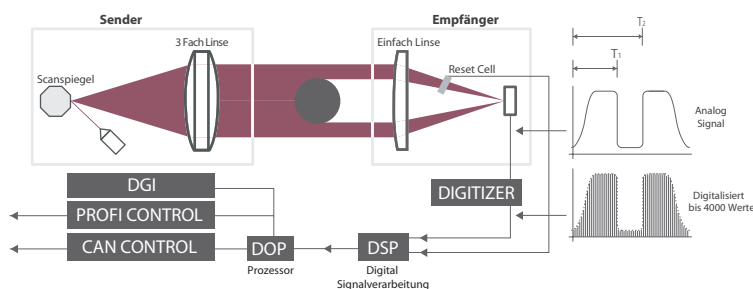 Sender
Empfänger
T2
3 Fach Linse
Einfach Linse
T1
Reset Cell
Scanspiegel
Analog
Signal
DGI
DIGITIZER
Digitalisiert
bis 4000 Werte
PROFI CONTROL
CAN CONTROL
DOP
DSP
Prozessor
Digital
Signalverarbeitung